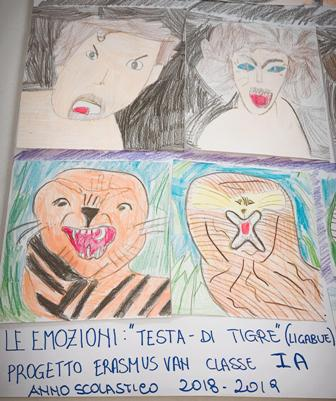 LE EMOZIONI: "TESTA-DI TIGRE" (LIGABUE)
PROGETTO ERASMUS VAN CLASSE IA
ANNO SCOLASTICO 2018-2019